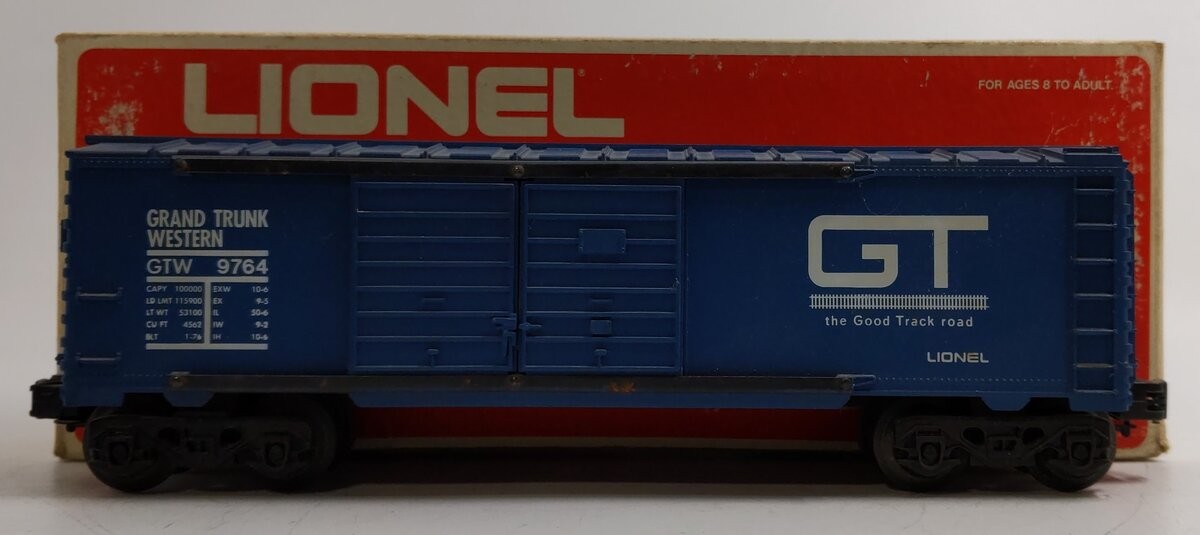 LIONEL
FOR AGES 8 TO ADULT
GRAND TRUNK
WESTERN
GTW 9764
CAPY 100000 EXW 10-6
LD LMT 115900 EX 9-5
LT WT 53100 IL 50-6
CU FT 4562 IW 9-2
BLT 1-76 IH 10-6
GT
the Good Track road
LIONEL